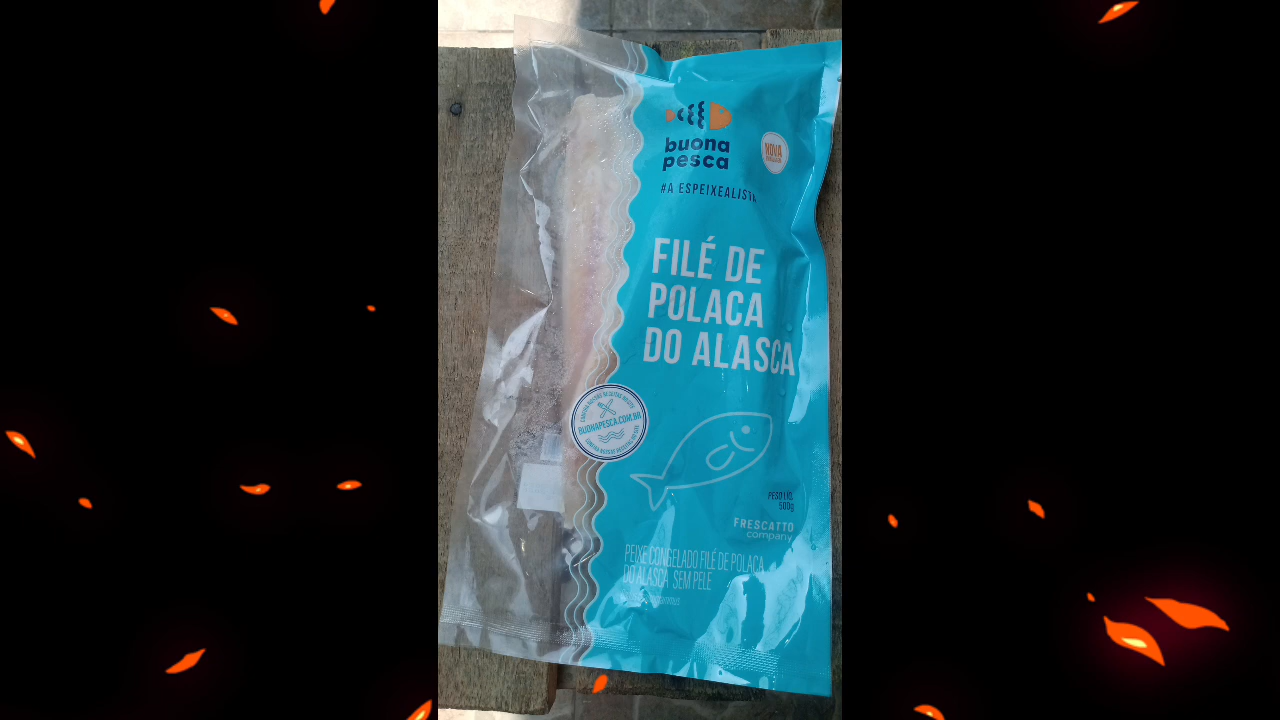 buona
pesca
#A ESPEIXEALISTA
NOVA
FILÉ DE
POLACA
DO ALASCA
BUONAPESCA.COM.BR
PESO LÍQ.
500g
FRESCATTO
company
PEIXE CONGELADO FILÉ DE POLACA
DO ALASCA SEM PELE